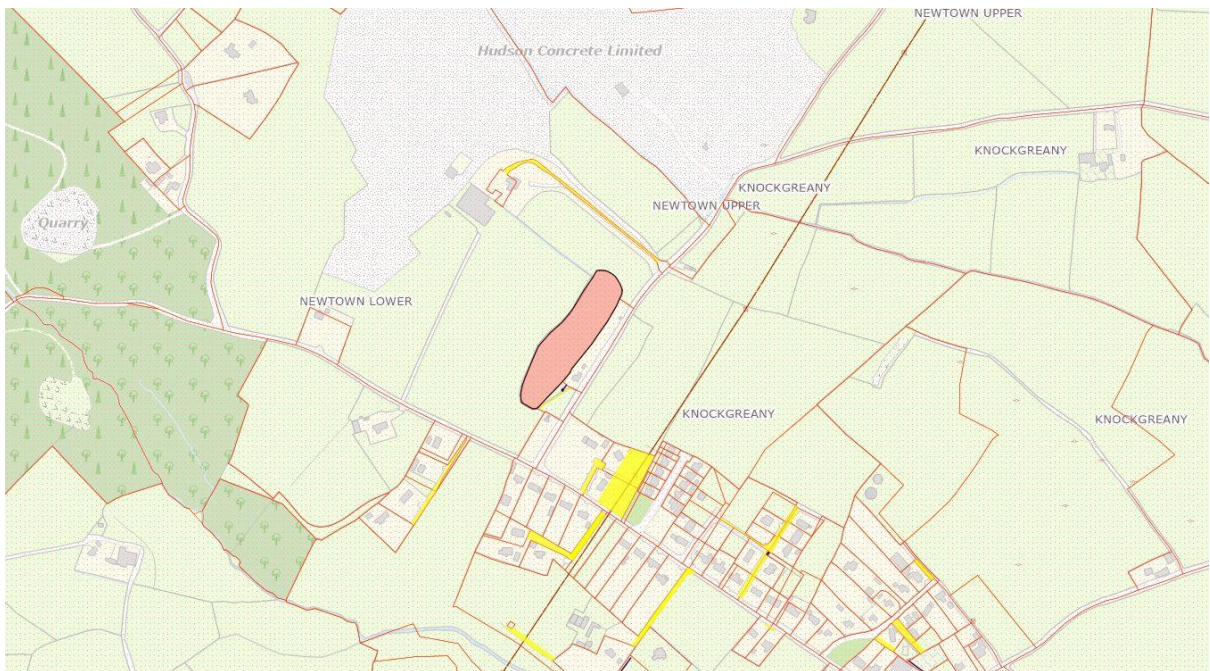 NEWTOWN UPPER
Hudson Concrete Limited
KNOCKGREANY
KNOCKGREANY
NEWTOWN UPPER
Quarry
NEWTOWN LOWER
KNOCKGREANY
KNOCKGREANY